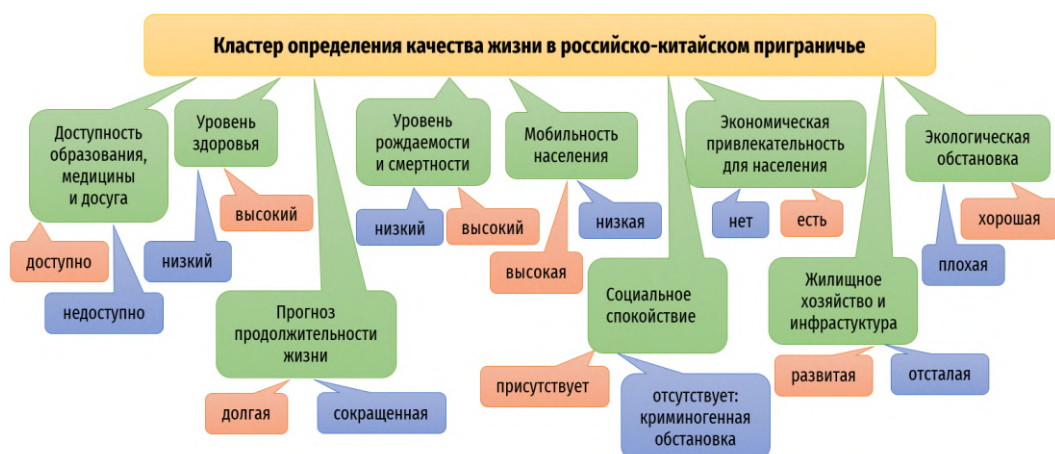 Кластер определения качества жизни в российско-китайском приграничье
Доступность
образования,
медицины
и досуга
доступно
недоступно
Уровень
здоровья
низкий
высокий
Прогноз
продолжительности
жизни
долгая
сокращенная
Уровень
рождаемости
и смертности
низкий
высокий
Мобильность
населения
высокая
низкая
Социальное
спокойствие
присутствует
отсутствует:
криминогенная
обстановка
Экономическая
привлекательность
для населения
нет
есть
Жилищное
хозяйство и
инфрастуктура
развитая
отсталая
Экологическая
обстановка
плохая
хорошая